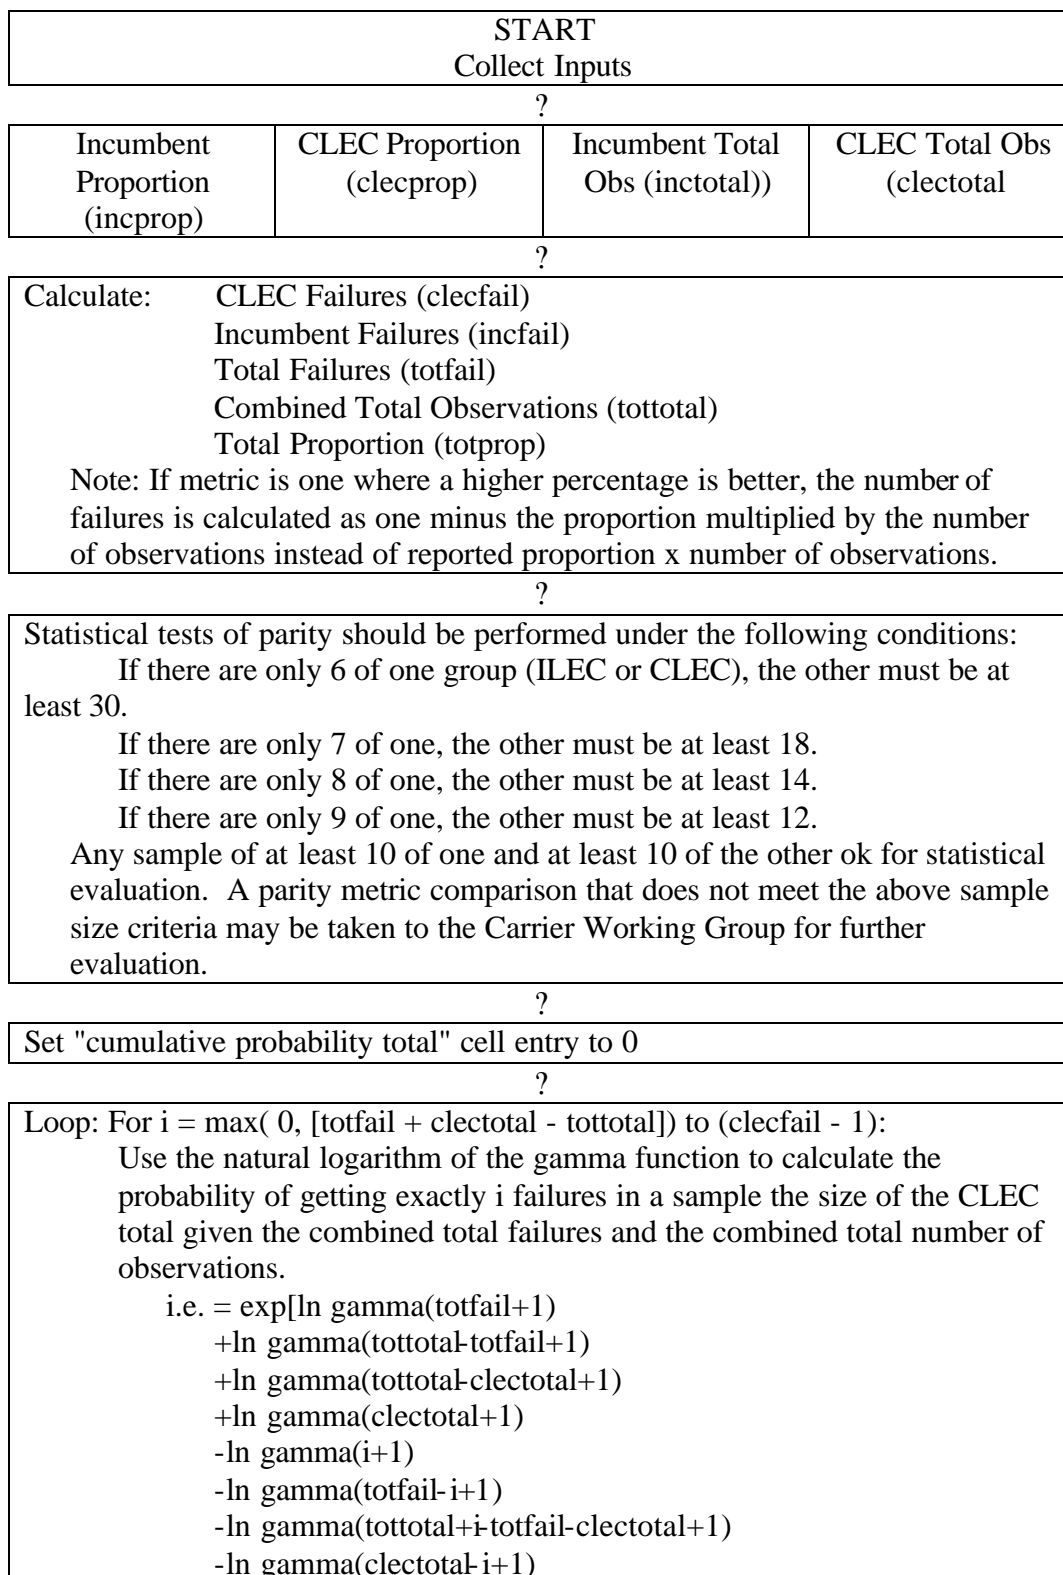 START
Collect Inputs
?
Incumbent
Proportion
(incprop)
CLEC Proportion
(clecprop)
Incumbent Total
Obs (inctotal))
CLEC Total Obs
(clectotal
?
Calculate: CLEC Failures (clecfail)
Incumbent Failures (incfail)
Total Failures (totfail)
Combined Total Observations (tottotal)
Total Proportion (totprop)
Note: If metric is one where a higher percentage is better, the number of
failures is calculated as one minus the proportion multiplied by the number
of observations instead of reported proportion x number of observations.
?
Statistical tests of parity should be performed under the following conditions:
If there are only 6 of one group (ILEC or CLEC), the other must be at
least 30.
If there are only 7 of one, the other must be at least 18.
If there are only 8 of one, the other must be at least 14.
If there are only 9 of one, the other must be at least 12.
Any sample of at least 10 of one and at least 10 of the other ok for statistical
evaluation. A parity metric comparison that does not meet the above sample
size criteria may be taken to the Carrier Working Group for further
evaluation.
?
Set "cumulative probability total" cell entry to 0
?
Loop: For i = max( 0, [totfail + clectotal - tottotal]) to (clecfail - 1):
Use the natural logarithm of the gamma function to calculate the
probability of getting exactly i failures in a sample the size of the CLEC
total given the combined total failures and the combined total number of
observations.
i.e. = exp[ln gamma(totfail+1)
+ln gamma(tottotal-totfail+1)
+ln gamma(tottotal-clectotal+1)
+ln gamma(clectotal+1)
-ln gamma(i+1)
-ln gamma(totfail-i+1)
-ln gamma(tottotal+i-totfail-clectotal+1)
-ln gamma(clectotal-i+1)